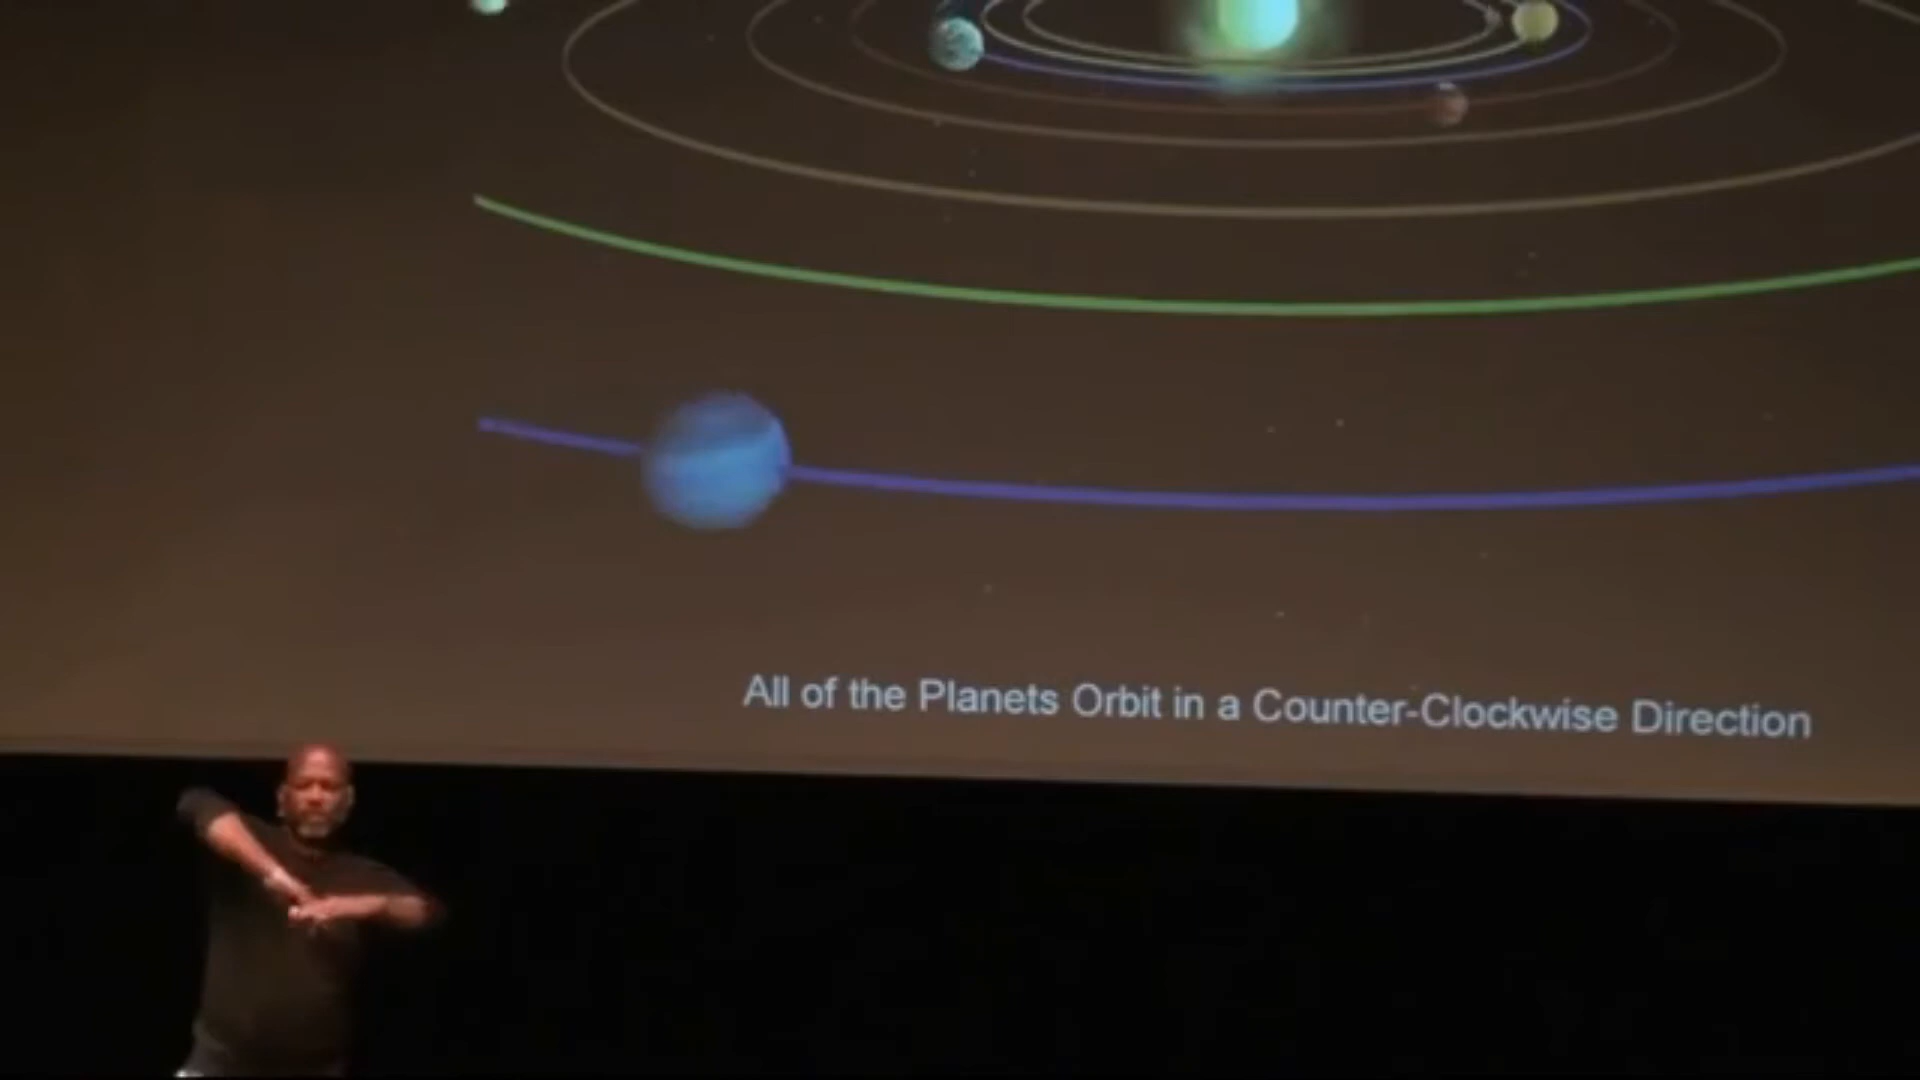 All of the Planets Orbit in a Counter-Clockwise Direction